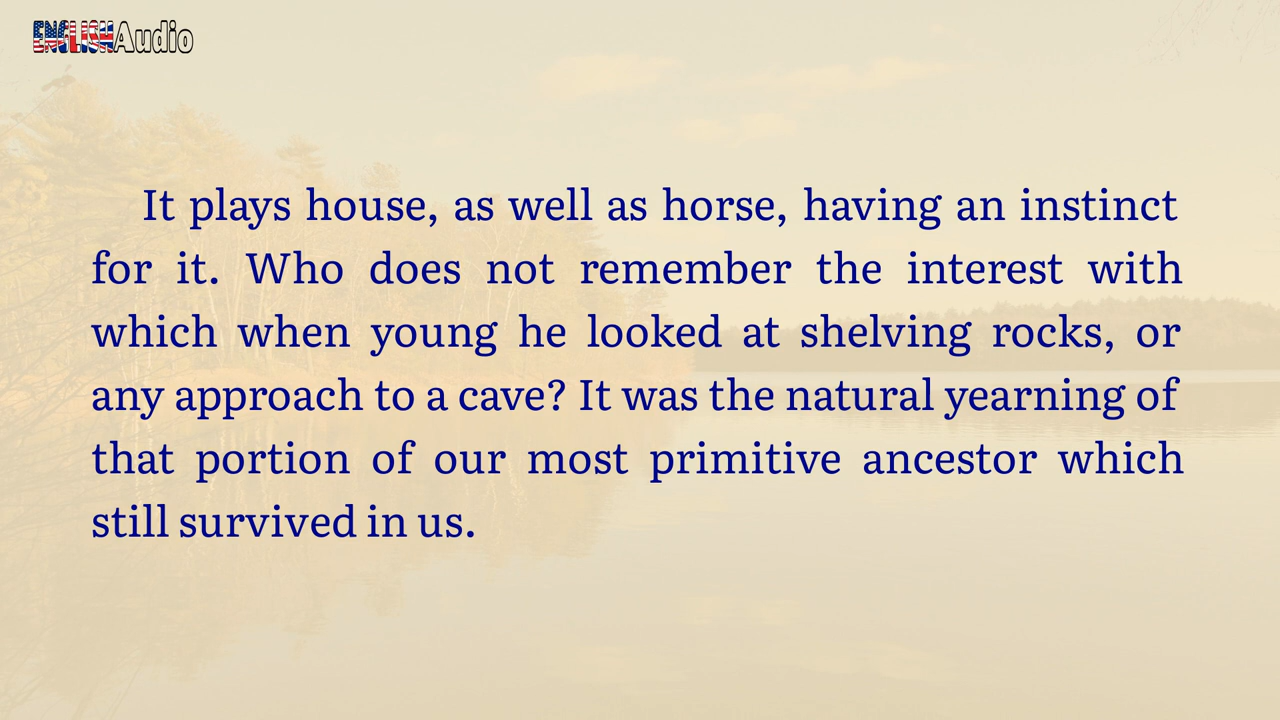 ENGLISHAudio
It plays house, as well as horse, having an instinct
for it. Who does not remember the interest with
which when young he looked at shelving rocks, or
any approach to a cave? It was the natural yearning of
that portion of our most primitive ancestor which
still survived in us.